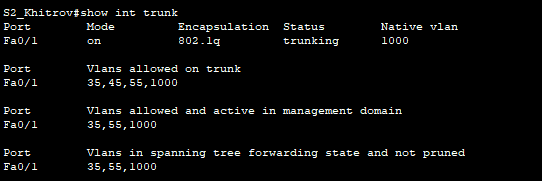 S2_Khitrov#show int trunk
Port Mode Encapsulation Status Native vlan
Fa0/1 on 802.1q trunking 1000
Port Vlans allowed on trunk
Fa0/1 35,45,55,1000
Port Vlans allowed and active in management domain
Fa0/1 35,55,1000
Port Vlans in spanning tree forwarding state and not pruned
Fa0/1 35,55,1000